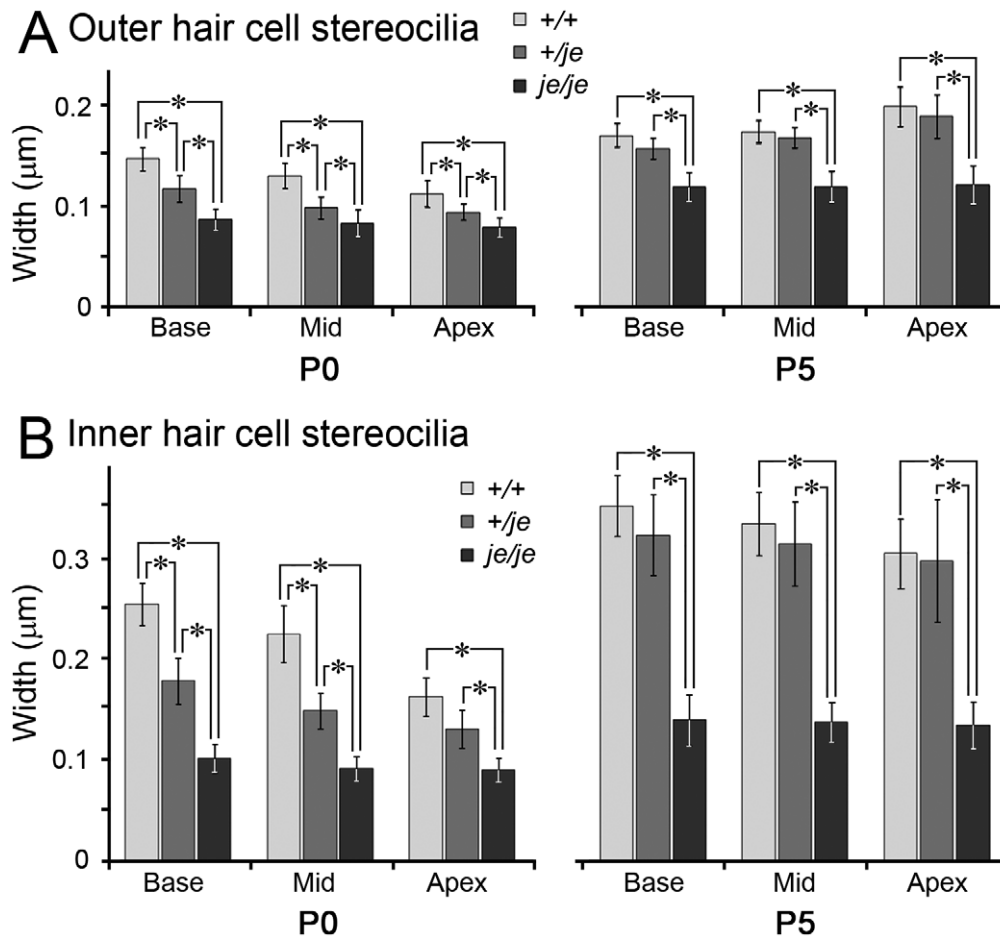 A Outer hair cell stereocilia
+/+
+/je
je/je
Width (μm)
0.2
0.1
0
* * * * * * * * *
* * * * * *
Base Mid Apex Base Mid Apex
P0 P5
B Inner hair cell stereocilia
+/+
+/je
je/je
Width (μm)
0.3
0.2
0.1
0
* * * * * * * *
* * * * * *
Base Mid Apex Base Mid Apex
P0 P5